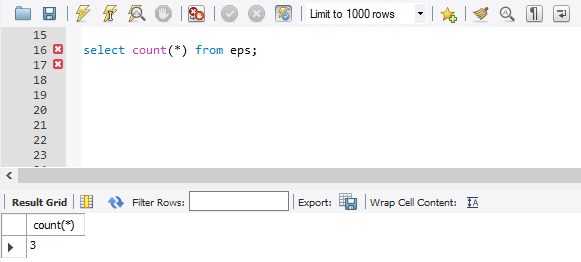 Limit to 1000 rows
15
16 select count(*) from eps;
17
18
19
20
21
22
23
Result Grid Filter Rows: Export: Wrap Cell Content:
count(*)
3